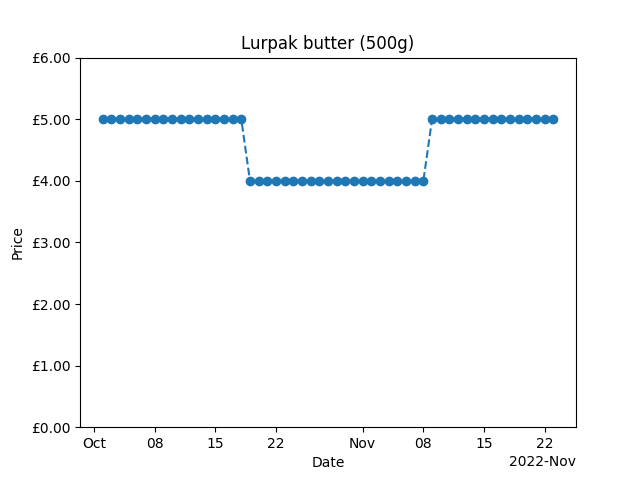 Lurpak butter (500g)
£6.00
£5.00
£4.00
£3.00
£2.00
£1.00
£0.00
Price
Oct 08 15 22 Nov 08 15 22
Date
2022-Nov